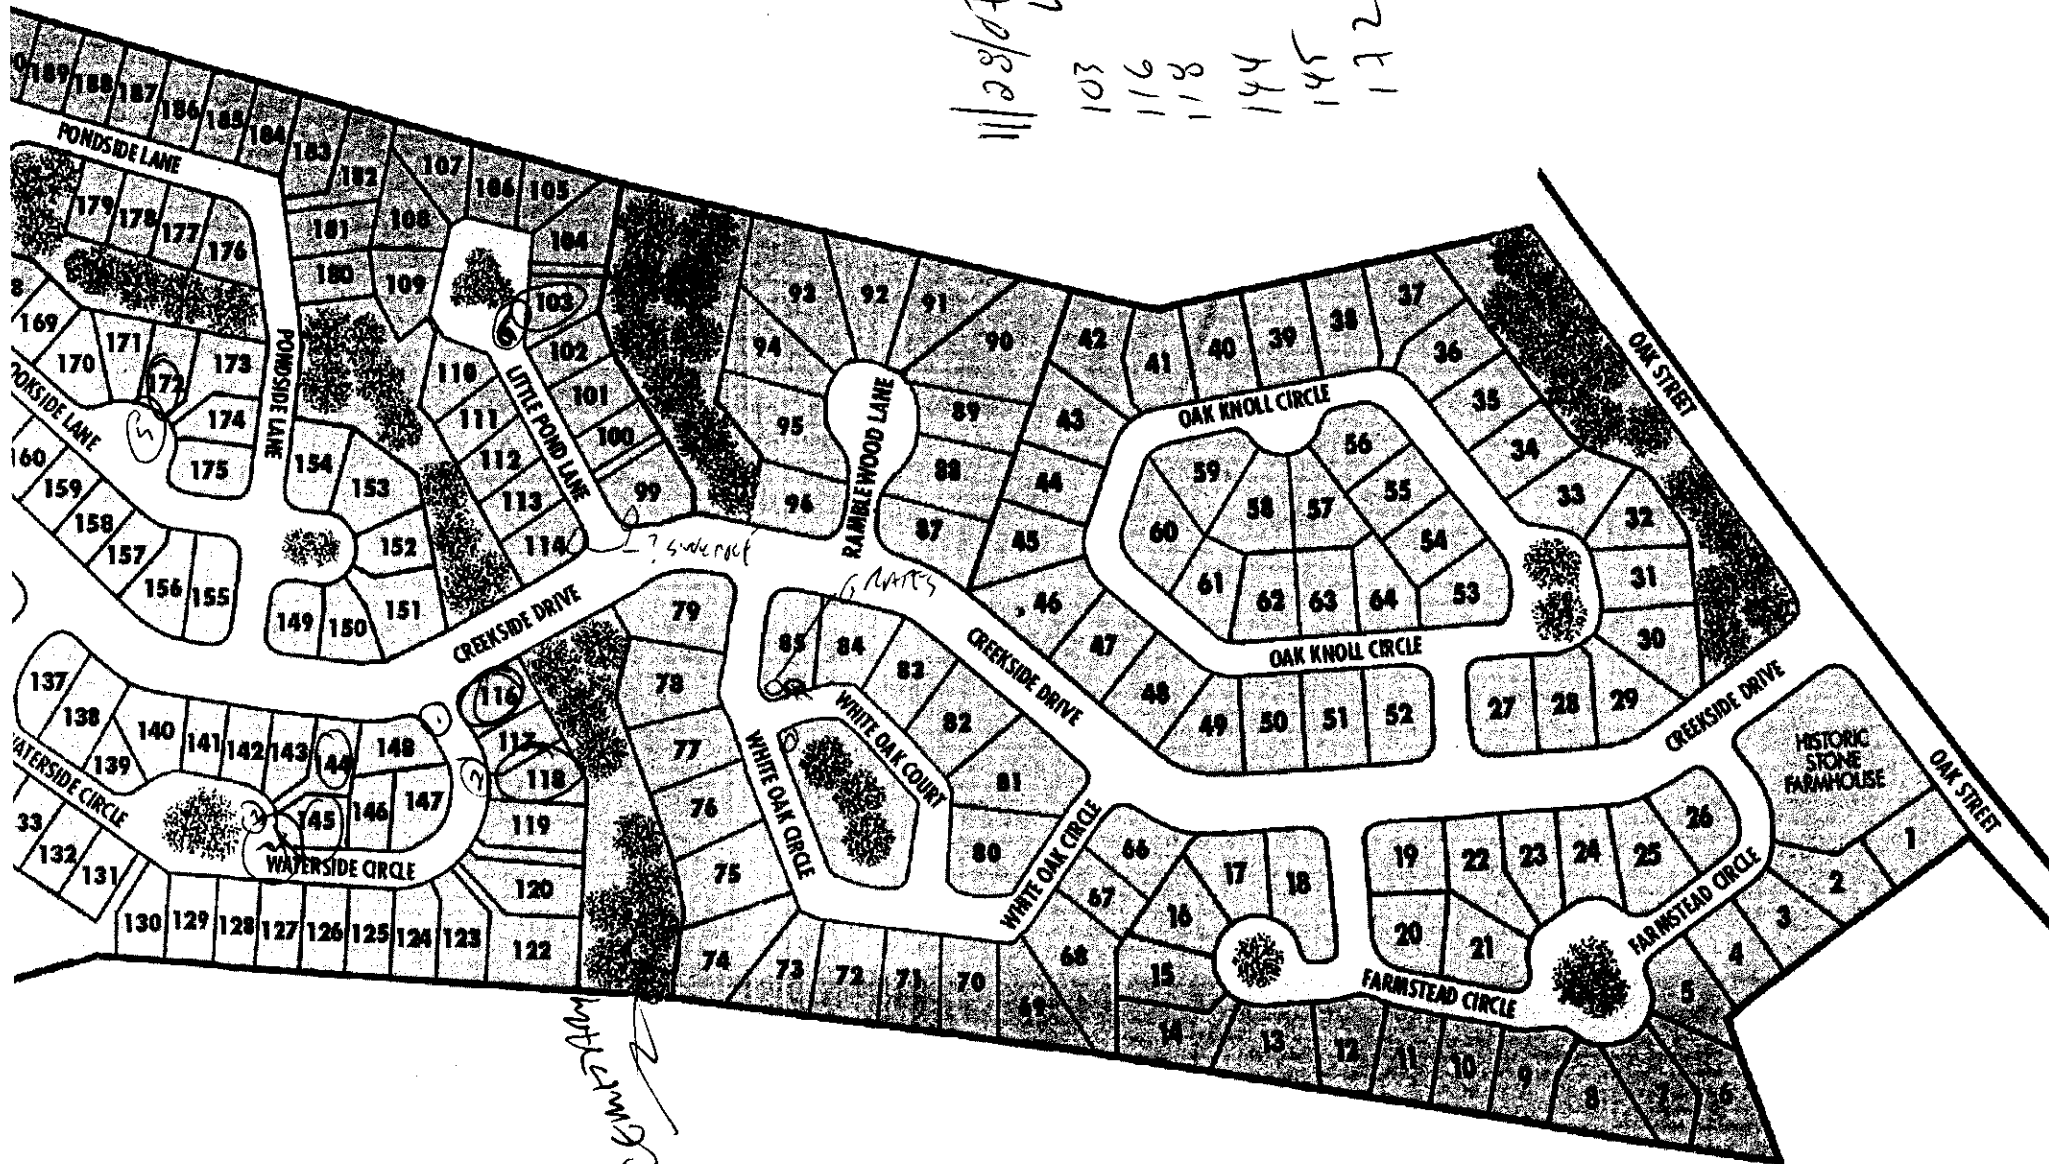 103
116
118
144
145
172
189 188 187 186 185 184 183 182 107 106 105
PONDSIDE LANE
179 178 177 176 181 108 104
180 109 103 93 92 91 90 42 41 40 39 38 37
169 171 173 110 102 94 36
170 172 174 111 101 95 89 43 35
PONDSIDE LANE
LITTLE POND LANE
RAMBLEWOOD LANE
OAK KNOLL CIRCLE
OAK STREET
175 154 112 100 88 44 59 56 34
160 159 153 113 99 96 58 57 55 33
158 157 152 114 87 45 60 54 32
156 155 149 150 151 79 46 61 62 63 64 53 31
CREEKSIDE DRIVE
85 84 83 47 30
CREEKSIDE DRIVE
OAK KNOLL CIRCLE
137 138 116 78 48 27 28 29
CREEKSIDE DRIVE
140 141 142 143 144 148 117 77 82 49 50 51 52
139 118 81
WHITE OAK COURT
WHITE OAK CIRCLE
HISTORIC
STONE
FARMHOUSE
OAK STREET
WATERSIDE CIRCLE
33 145 146 147 119 76 80 66 17 18 19 22 23 24 25 26 1
132 131 120 75 67 16 20 21 2
WATERSIDE CIRCLE
WHITE OAK CIRCLE
FARMSTEAD CIRCLE
130 129 128 127 126 125 124 123 122 74 73 72 71 70 69 68 15 3
4
FARMSTEAD CIRCLE
5
14 13 12 11 10 9 8 7 6